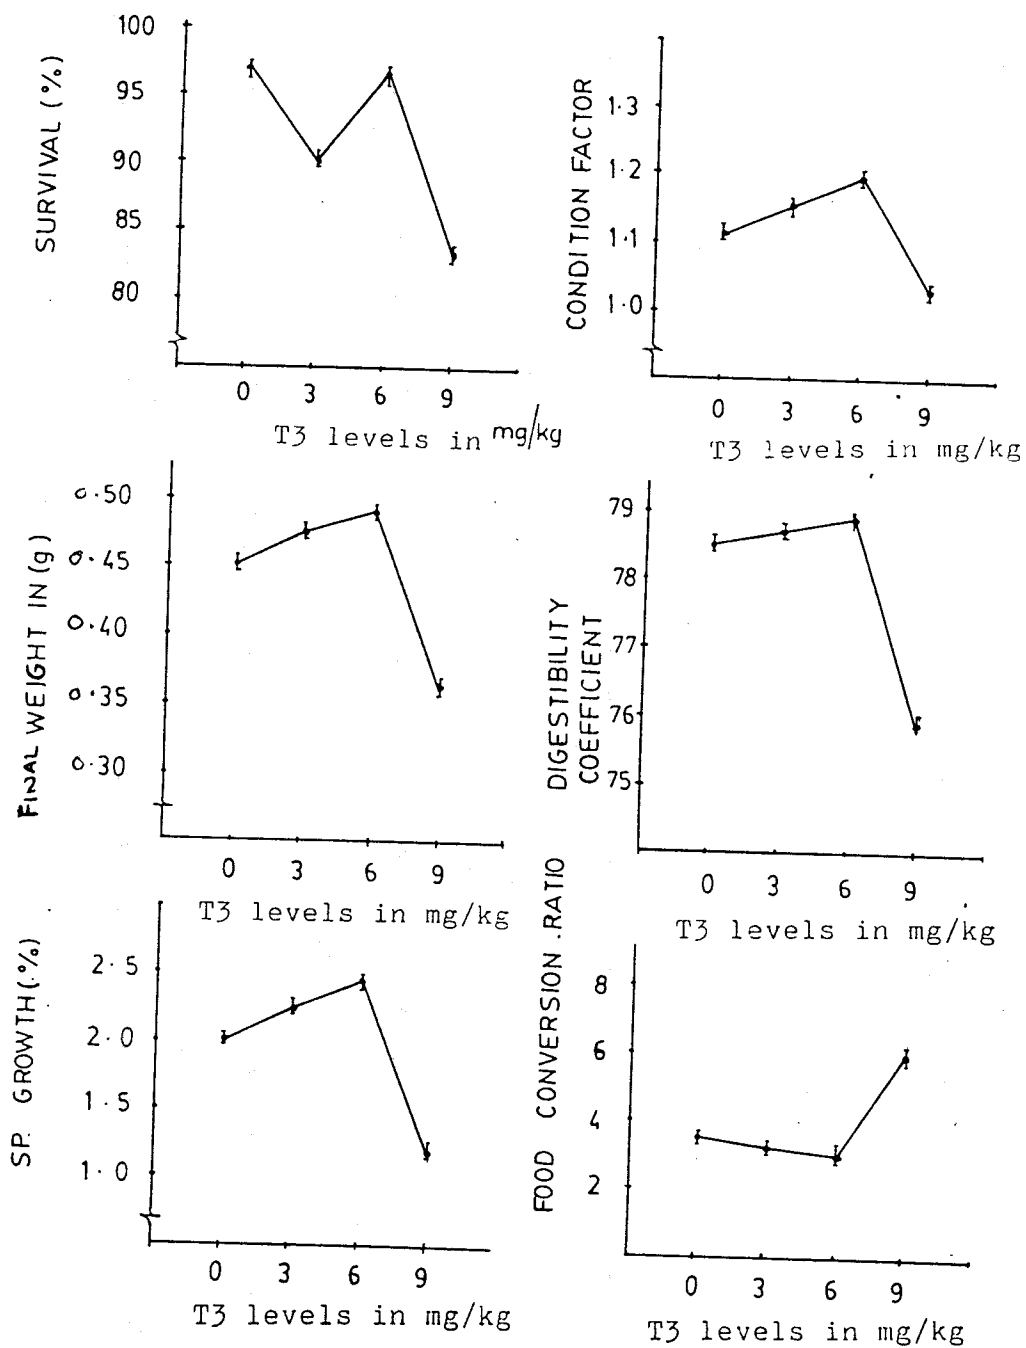 SURVIVAL (%)
100
95
90
85
80
0 3 6 9
T3 levels in mg/kg
CONDITION FACTOR
1.3
1.2
1.1
1.0
0 3 6 9
T3 levels in mg/kg
FINAL WEIGHT IN (g)
0.50
0.45
0.40
0.35
0.30
0 3 6 9
T3 levels in mg/kg
DIGESTIBILITY
COEFFICIENT
79
78
77
76
75
0 3 6 9
T3 levels in mg/kg
SP. GROWTH (%)
2.5
2.0
1.5
1.0
0 3 6 9
T3 levels in mg/kg
FOOD CONVERSION RATIO
8
6
4
2
0 3 6 9
T3 levels in mg/kg